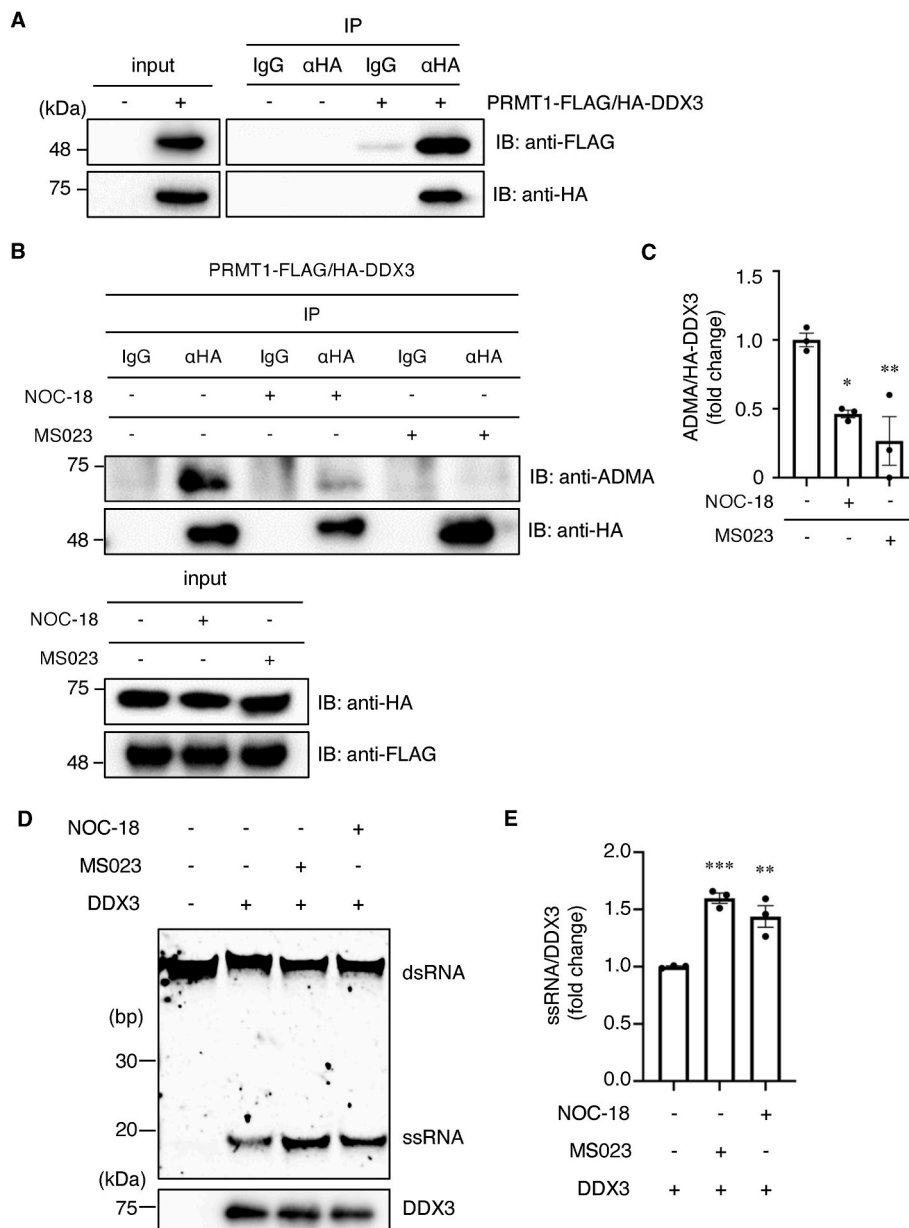 A
IP
input
IgG αHA IgG αHA
(kDa) - + - - + + PRMT1-FLAG/HA-DDX3
48 IB: anti-FLAG
75 IB: anti-HA
B
PRMT1-FLAG/HA-DDX3
IP
IgG αHA IgG αHA IgG αHA
NOC-18 - - + + - -
MS023 - - - - + +
75 IB: anti-ADMA
48 IB: anti-HA
input
NOC-18 - + -
MS023 - - +
75 IB: anti-HA
48 IB: anti-FLAG
C
ADMA/HA-DDX3
(fold change)
1.5
1.0
0.5
0
* **
NOC-18 - + -
MS023 - - +
D
NOC-18 - - - +
MS023 - - + -
DDX3 - + + +
dsRNA
(bp)
30
20 ssRNA
(kDa)
75 DDX3
E
ssRNA/DDX3
(fold change)
2.0
1.5
1.0
0.5
0.0
*** **
NOC-18 - - +
MS023 - + -
DDX3 + + +